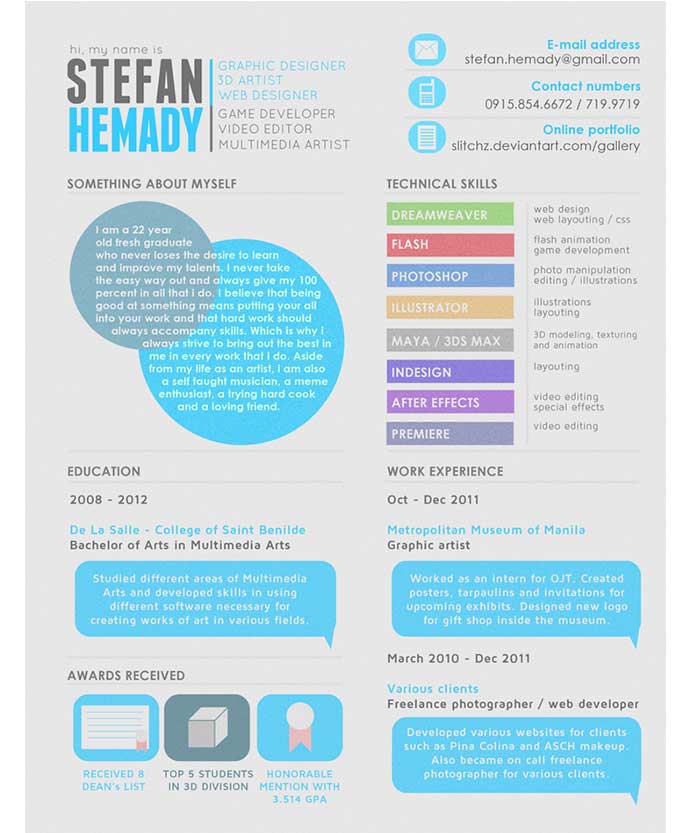 hi, my name is
STEFAN
HEMADY
GRAPHIC DESIGNER
3D ARTIST
WEB DESIGNER
GAME DEVELOPER
VIDEO EDITOR
MULTIMEDIA ARTIST
E-mail address
stefan.hemady@gmail.com
Contact numbers
0915.854.6672 / 719.9719
Online portfolio
slitchz.deviantart.com/gallery
SOMETHING ABOUT MYSELF
I am a 22 year
old fresh graduate
who never loses the desire to learn
and improve my talents. I never take
the easy way out and always give my 100
percent in all that i do. I believe that being
good at something means putting your all
into your work and that hard work should
always accompany skills. Which is why I
always strive to bring out the best in
me in every work that i do. Aside
from my life as an artist, I am also
a self taught musician, a meme
enthusiast, a trying hard cook
and a loving friend.
TECHNICAL SKILLS
DREAMWEAVER
web design
web layouting / css
FLASH
flash animation
game development
PHOTOSHOP
photo manipulation
editing / illustrations
ILLUSTRATOR
illustrations
layouting
MAYA / 3DS MAX
3D modeling, texturing
and animation
INDESIGN
layouting
AFTER EFFECTS
video editing
special effects
PREMIERE
video editing
EDUCATION
2008 - 2012
De La Salle - College of Saint Benilde
Bachelor of Arts in Multimedia Arts
Studied different areas of Multimedia
Arts and developed skills in using
different software necessary for
creating works of art in various fields.
AWARDS RECEIVED
RECEIVED 8
DEAN's LIST
TOP 5 STUDENTS
IN 3D DIVISION
HONORABLE
MENTION WITH
3.514 GPA
WORK EXPERIENCE
Oct - Dec 2011
Metropolitan Museum of Manila
Graphic artist
Worked as an intern for OJT. Created
posters, tarpaulins and invitations for
upcoming exhibits. Designed new logo
for gift shop inside the museum.
March 2010 - Dec 2011
Various clients
Freelance photographer / web developer
Developed various websites for clients
such as Pina Colina and ASCH makeup.
Also became on call freelance
photographer for various clients.